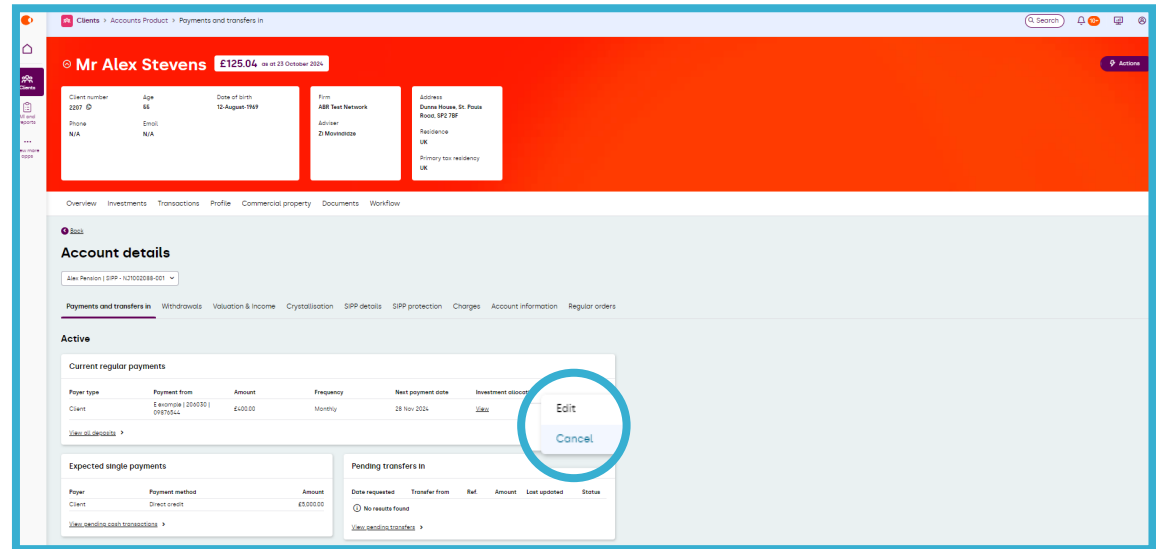 Clients > Accounts Product > Payments and transfers in
Search
10+
Clients
MI and reports
View more apps
Mr Alex Stevens £125.04 as at 23 October 2024
Actions
Client number Age Date of birth
2207 55 12-August-1969
Phone Email
N/A N/A
Firm
ABR Test Network
Adviser
Zi Mavindidze
Address
Dunns House, St. Pauls
Road, SP2 7BF
Residence
UK
Primary tax residency
UK
Overview Investments Transactions Profile Commercial property Documents Workflow
Back
Account details
Alex Pension | SIPP - NJ1002088-001
Payments and transfers in Withdrawals Valuation & Income Crystallisation SIPP details SIPP protection Charges Account information Regular orders
Active
Current regular payments
Payer type Payment from Amount Frequency Next payment date Investment allocat
Client E example | 206030 | 09876544 £400.00 Monthly 28 Nov 2024 View
Edit
Cancel
View all deposits >
Expected single payments
Payer Payment method Amount
Client Direct credit £5,000.00
View pending cash transactions >
Pending transfers in
Date requested Transfer from Ref. Amount Last updated Status
No results found
View pending transfers >